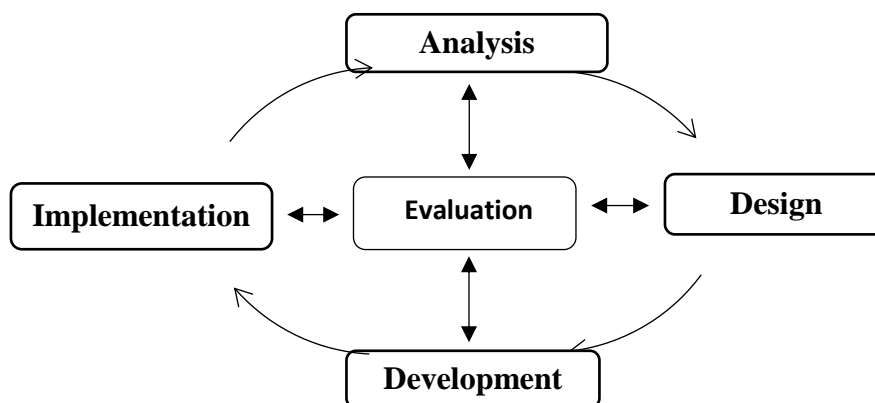 Analysis
Implementation
Evaluation
Design
Development